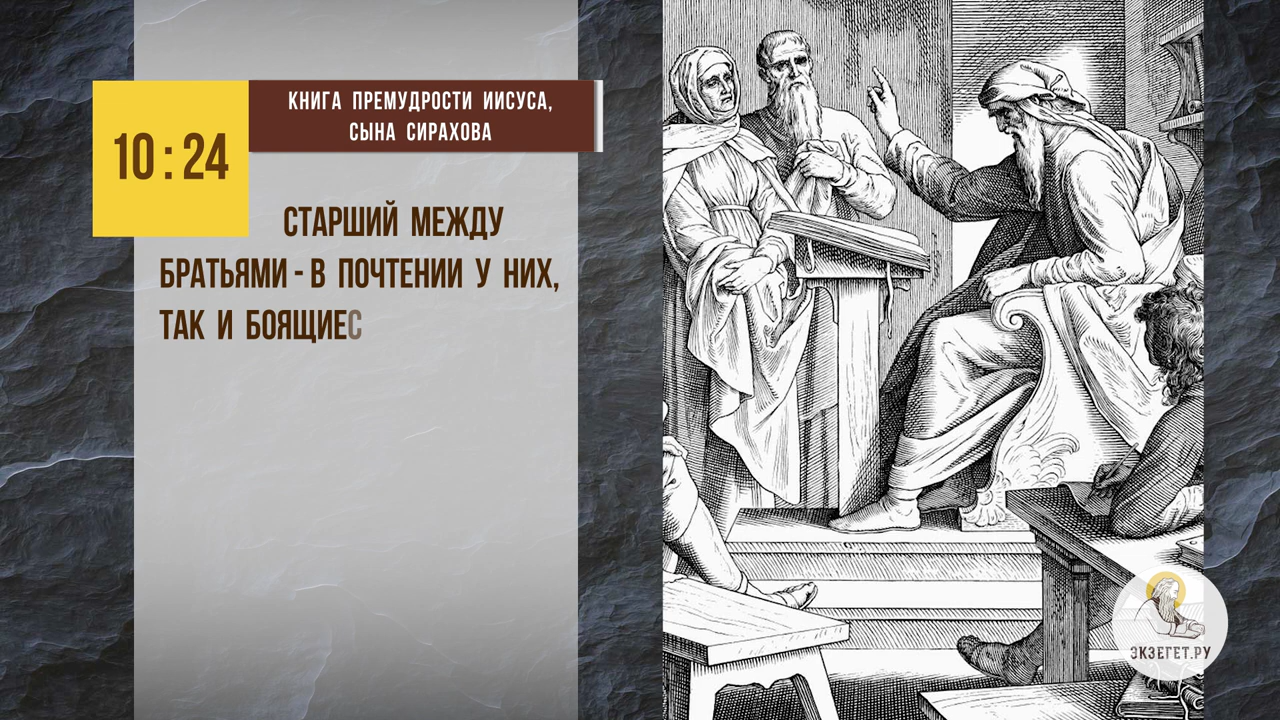 10:24
КНИГА ПРЕМУДРОСТИ ИИСУСА,
СЫНА СИРАХОВА
СТАРШИЙ МЕЖДУ
БРАТЬЯМИ - В ПОЧТЕНИИ У НИХ,
ТАК И БОЯЩИЕС
ЭКЗЕГЕТ.РУ